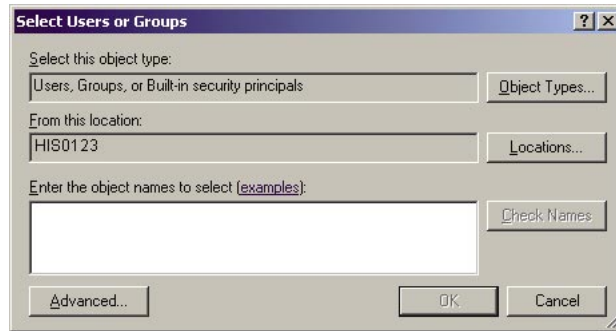 Select Users or Groups
Select this object type:
Users, Groups, or Built-in security principals
Object Types...
From this location:
HIS0123
Locations...
Enter the object names to select (examples):
Check Names
Advanced...
OK
Cancel